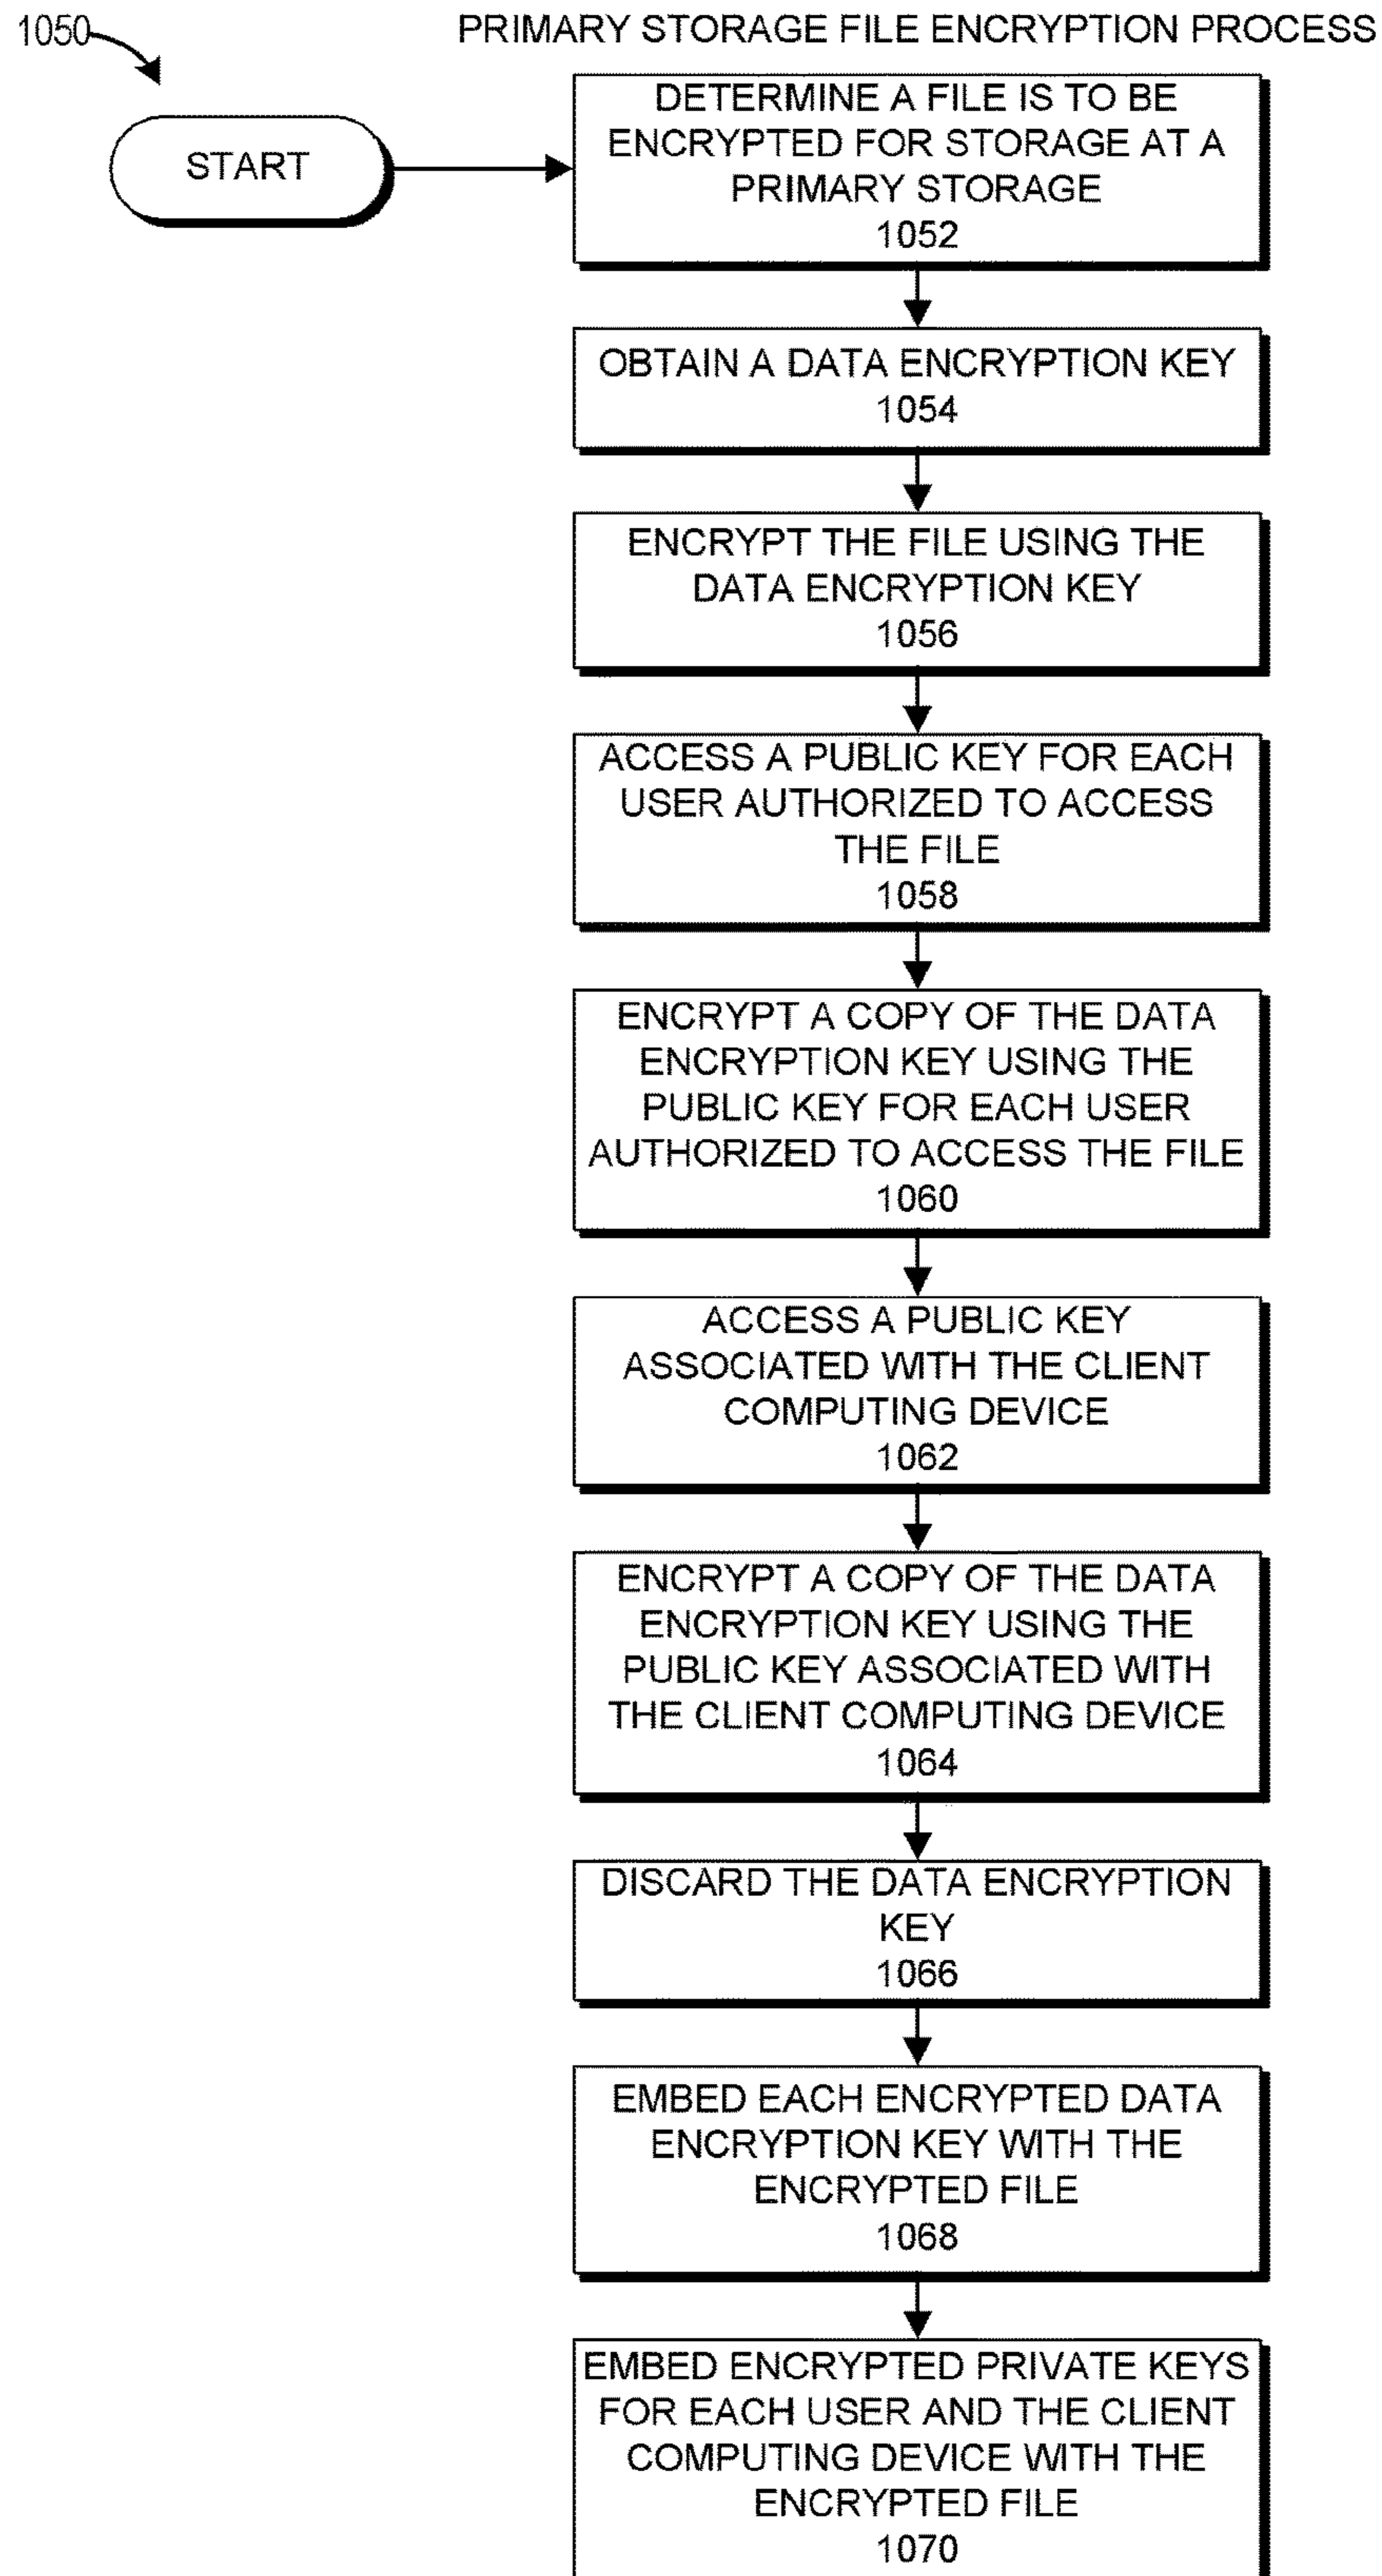 1050
PRIMARY STORAGE FILE ENCRYPTION PROCESS
START
DETERMINE A FILE IS TO BE
ENCRYPTED FOR STORAGE AT A
PRIMARY STORAGE
1052
OBTAIN A DATA ENCRYPTION KEY
1054
ENCRYPT THE FILE USING THE
DATA ENCRYPTION KEY
1056
ACCESS A PUBLIC KEY FOR EACH
USER AUTHORIZED TO ACCESS
THE FILE
1058
ENCRYPT A COPY OF THE DATA
ENCRYPTION KEY USING THE
PUBLIC KEY FOR EACH USER
AUTHORIZED TO ACCESS THE FILE
1060
ACCESS A PUBLIC KEY
ASSOCIATED WITH THE CLIENT
COMPUTING DEVICE
1062
ENCRYPT A COPY OF THE DATA
ENCRYPTION KEY USING THE
PUBLIC KEY ASSOCIATED WITH
THE CLIENT COMPUTING DEVICE
1064
DISCARD THE DATA ENCRYPTION
KEY
1066
EMBED EACH ENCRYPTED DATA
ENCRYPTION KEY WITH THE
ENCRYPTED FILE
1068
EMBED ENCRYPTED PRIVATE KEYS
FOR EACH USER AND THE CLIENT
COMPUTING DEVICE WITH THE
ENCRYPTED FILE
1070